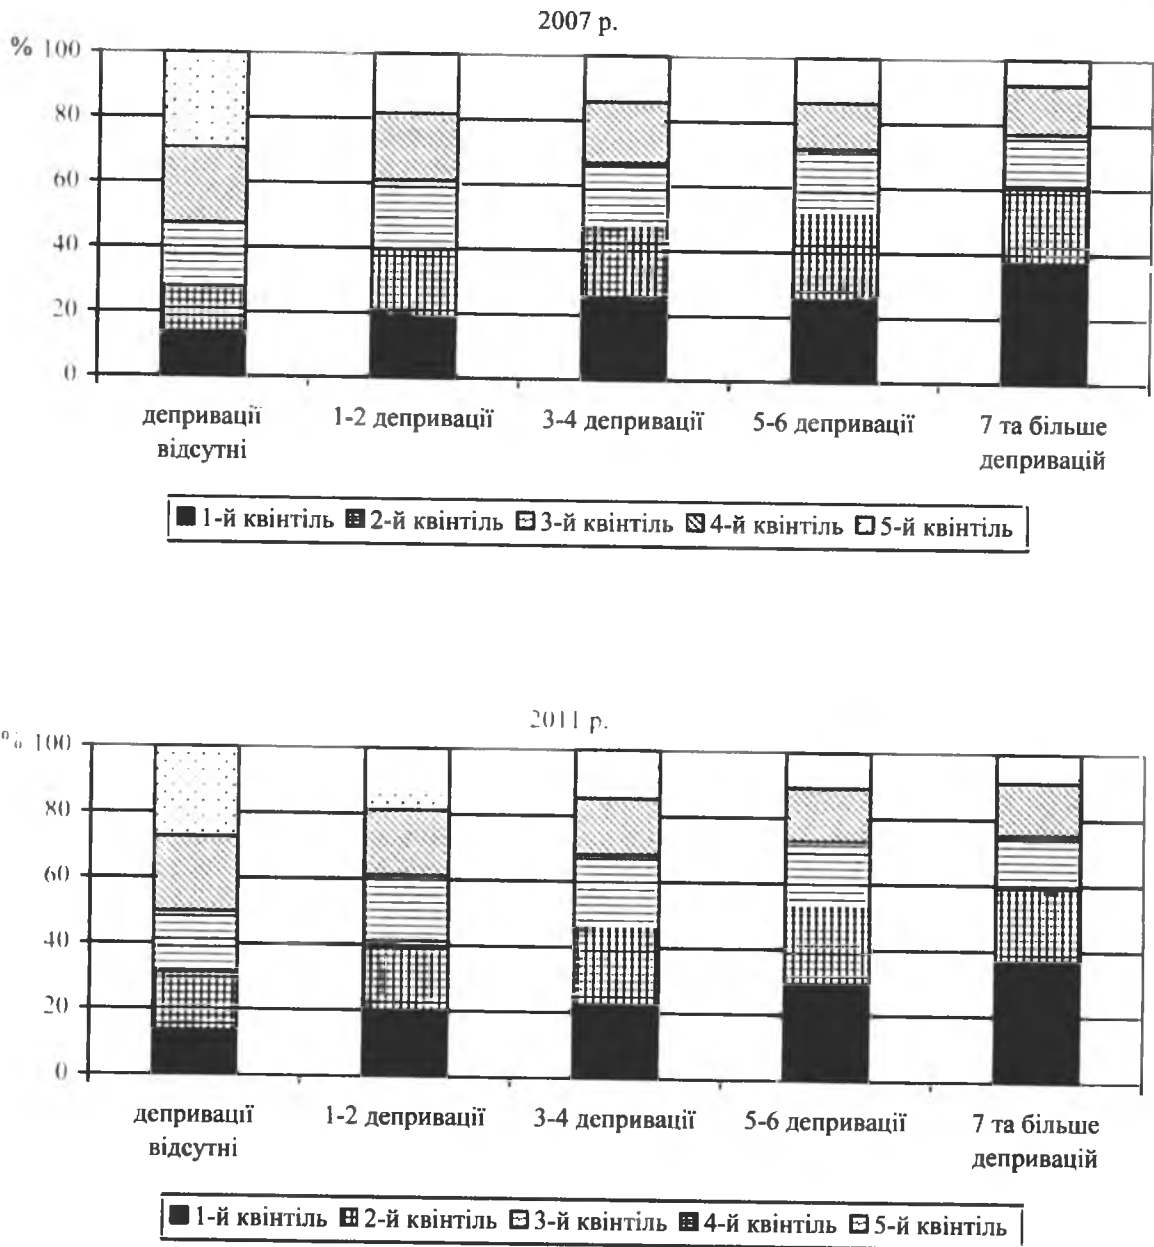 2007 р.
% 100
80
60
40
20
0
депривації відсутні
1-2 депривації
3-4 депривації
5-6 депривації
7 та більше депривацій
1-й квінтіль 2-й квінтіль 3-й квінтіль 4-й квінтіль 5-й квінтіль
2011 р.
% 100
80
60
40
20
0
депривації відсутні
1-2 депривації
3-4 депривації
5-6 депривації
7 та більше депривацій
1-й квінтіль 2-й квінтіль 3-й квінтіль 4-й квінтіль 5-й квінтіль